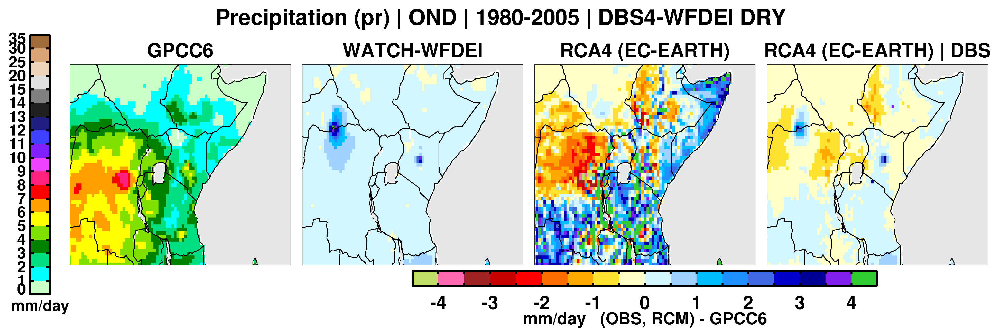 Precipitation (pr) | OND | 1980-2005 | DBS4-WFDEI DRY
GPCC6
WATCH-WFDEI
RCA4 (EC-EARTH)
RCA4 (EC-EARTH) | DBS
35
30
25
20
15
14
13
12
11
10
9
8
7
6
5
4
3
2
1
0
mm/day
-4 -3 -2 -1 0 1 2 3 4
mm/day (OBS, RCM) - GPCC6